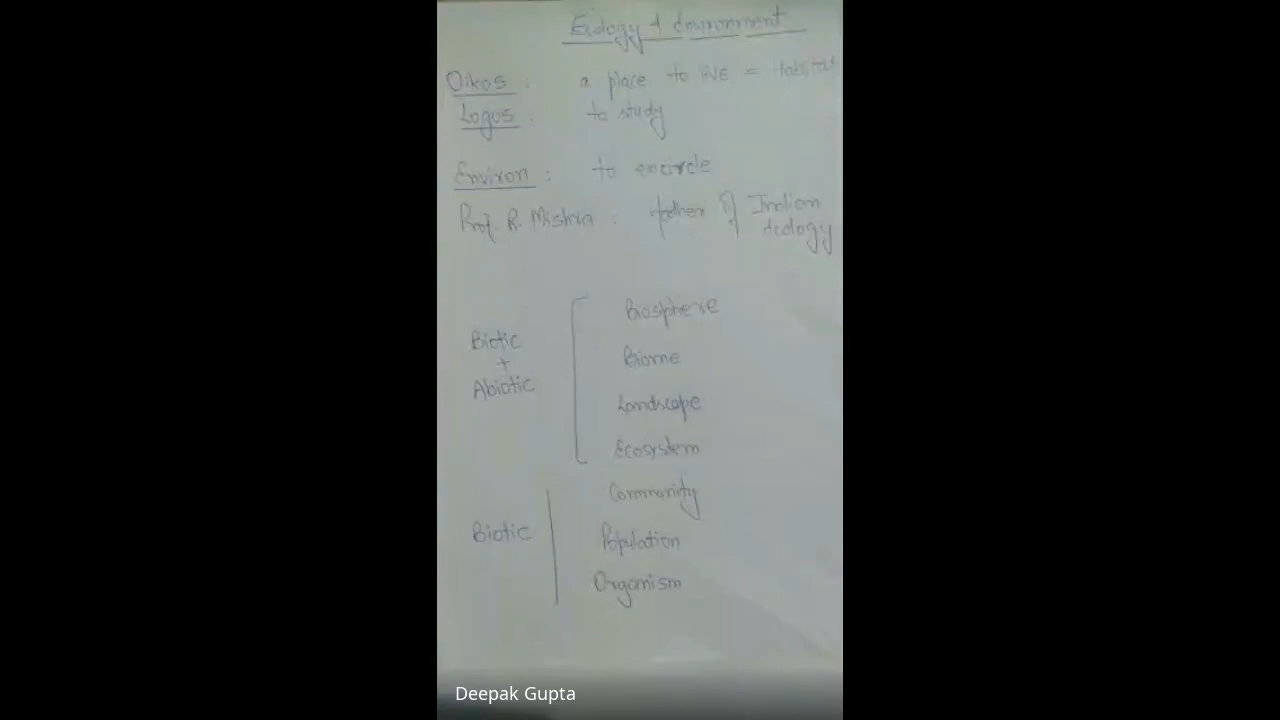 Ecology & Environment
Oikos : a place to live = Habitat
Logos : to study
Environ : to encircle
Prof. R. Mishra : father of Indian
Ecology
Biosphere
Biotic
+
Abiotic
Biome
Landscape
Ecosystem
Community
Biotic
Population
Organism
Deepak Gupta